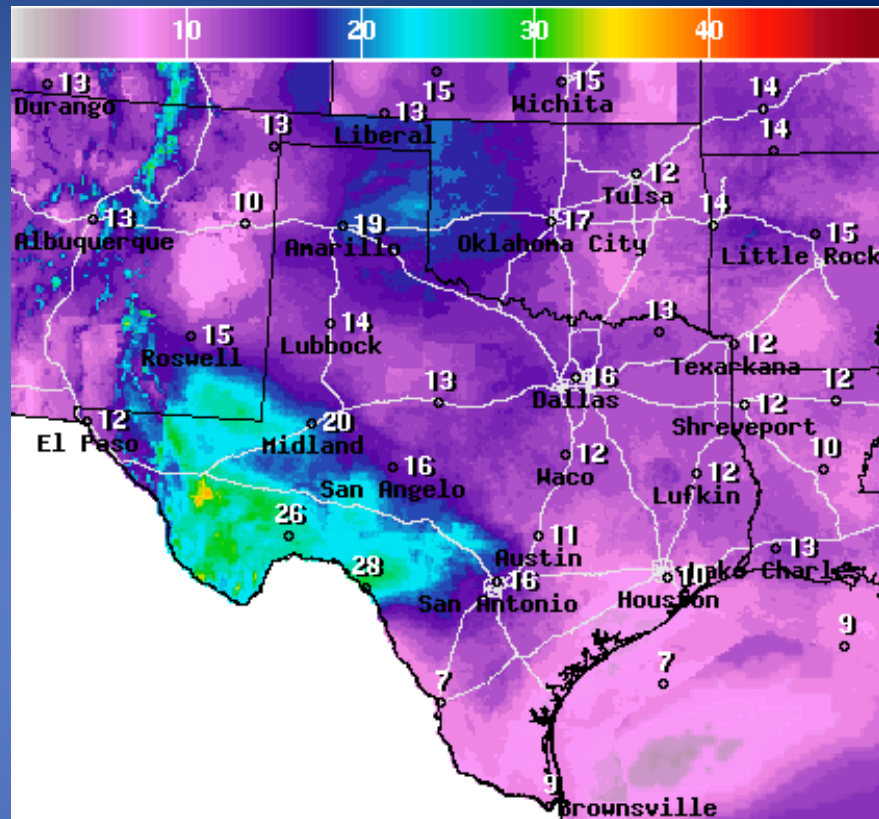 10 20 30 40
13 15 15 14
Durango Wichita
13 13 14
Liberal
12
Tulsa
13 10 19 17 14 15
Albuquerque Amarillo Oklahoma City Little Rock
15 14 13
Roswell Lubbock Texarkana 12
13 16 12 12
Dallas Shreveport
12 20
El Paso Midland
16 12 12 10
San Angelo Waco Lufkin
26 11 13
Austin Lake Charles
28 16 10
San Antonio Houston
9
7 7
9
Brownsville